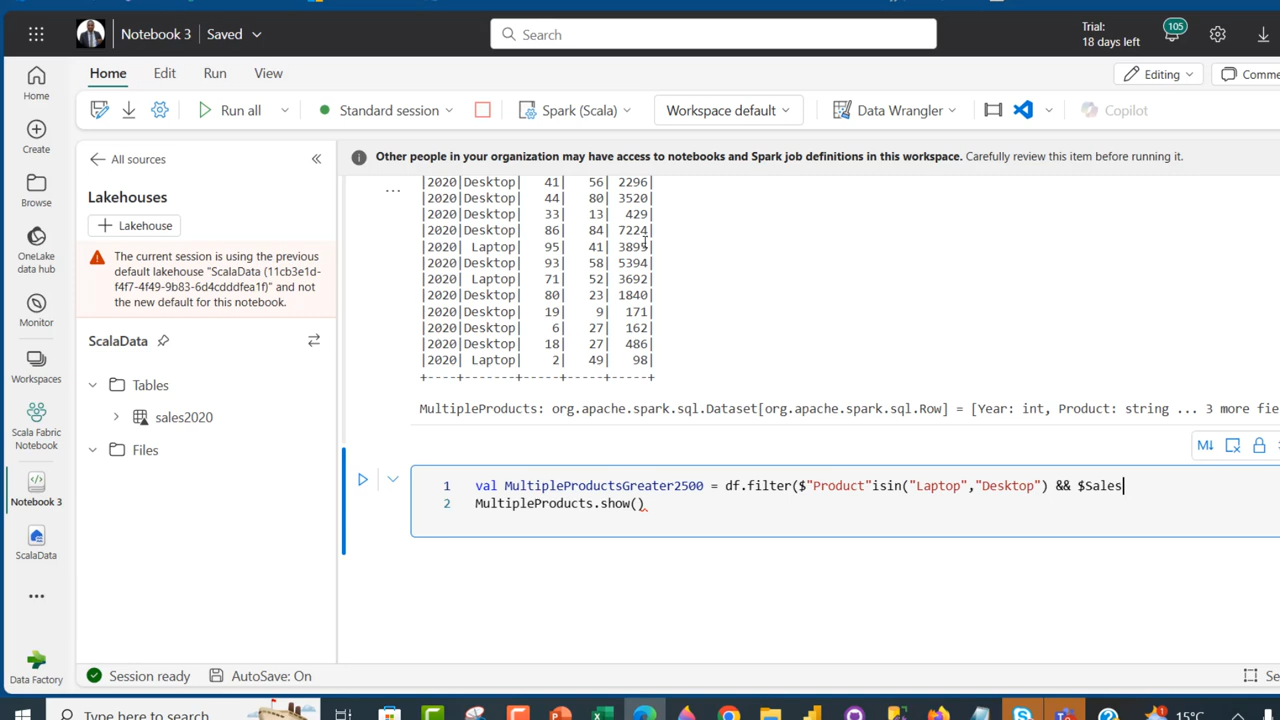 Notebook 3 Saved
Search
Trial:
18 days left
105
Home Edit Run View
Editing
Comme
Run all
Standard session
Spark (Scala)
Workspace default
Data Wrangler
Copilot
Home
Create
Browse
OneLake
data hub
Monitor
Workspaces
Scala Fabric
Notebook
Notebook 3
ScalaData
...
Data Factory
All sources
Lakehouses
Lakehouse
The current session is using the previous
default lakehouse "ScalaData (11cb3e1d-
f4f7-4f49-9b83-6d4cdddfea1f)" and not
the new default for this notebook.
ScalaData
Tables
sales2020
Files
Other people in your organization may have access to notebooks and Spark job definitions in this workspace. Carefully review this item before running it.
...
|2020|Desktop| 41| 56| 2296|
|2020|Desktop| 44| 80| 3520|
|2020|Desktop| 33| 13| 429|
|2020|Desktop| 86| 84| 7224|
|2020| Laptop| 95| 41| 3895|
|2020|Desktop| 93| 58| 5394|
|2020| Laptop| 71| 52| 3692|
|2020|Desktop| 80| 23| 1840|
|2020|Desktop| 19| 9| 171|
|2020|Desktop| 6| 27| 162|
|2020|Desktop| 18| 27| 486|
|2020| Laptop| 2| 49| 98|
+----+-------+-----+-----+-----+
MultipleProducts: org.apache.spark.sql.Dataset[org.apache.spark.sql.Row] = [Year: int, Product: string ... 3 more fie
M↓
1 val MultipleProductsGreater2500 = df.filter($"Product"isin("Laptop","Desktop") && $Sales
2 MultipleProducts.show()
Session ready
AutoSave: On
Se
Type here to search
15°C